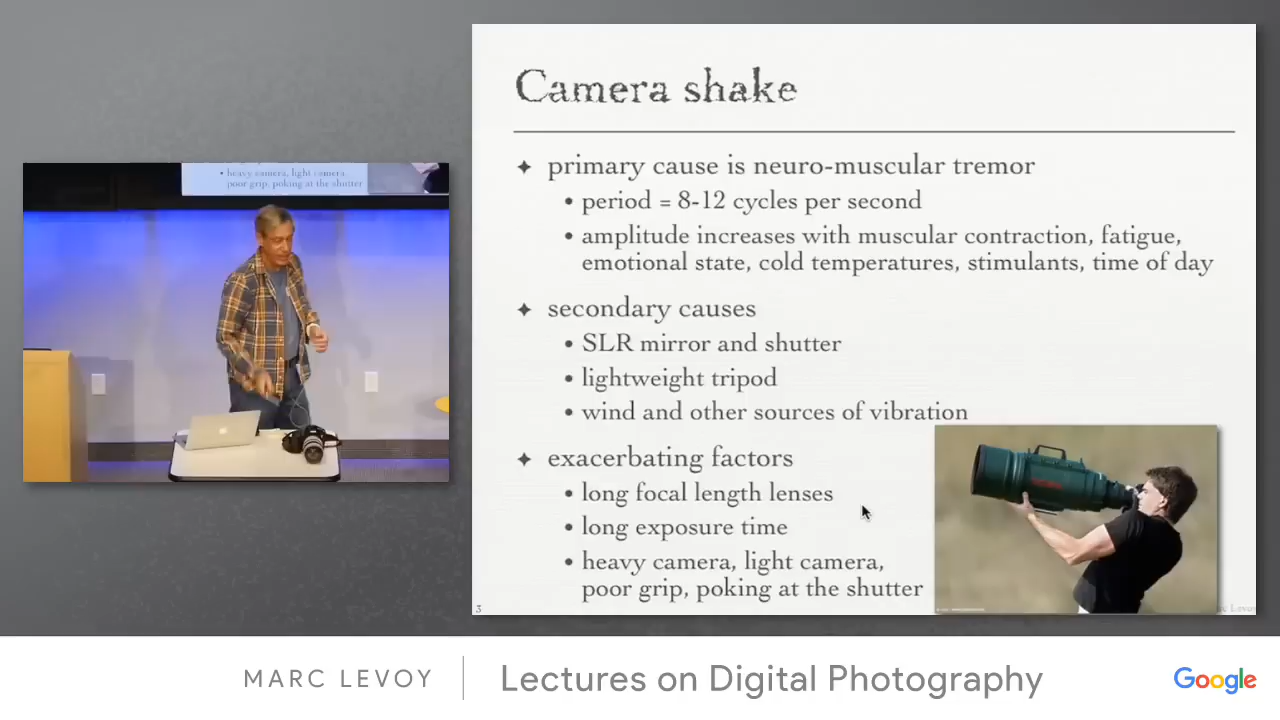 heavy camera, light camera,
poor grip, poking at the shutter
Camera shake
✦ primary cause is neuro-muscular tremor
• period = 8-12 cycles per second
• amplitude increases with muscular contraction, fatigue,
emotional state, cold temperatures, stimulants, time of day
✦ secondary causes
• SLR mirror and shutter
• lightweight tripod
• wind and other sources of vibration
✦ exacerbating factors
• long focal length lenses
• long exposure time
• heavy camera, light camera,
poor grip, poking at the shutter
3
MARC LEVOY
Lectures on Digital Photography
Google